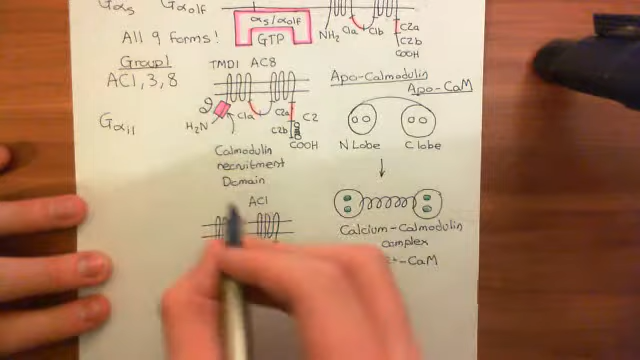 Gαs Gαolf
αs/αolf
GTP
All 9 forms!
NH2
C1a C1b
C2a
C2b
COOH
Group 1
AC1, 3, 8
Gαi1
TMD1 AC8
H2N
C1a
C2a
C2
C2b
COOH
Calmodulin
recruitment
Domain
AC1
Apo-Calmodulin
Apo-CaM
N Lobe C lobe
Calcium-Calmodulin
complex
+-CaM